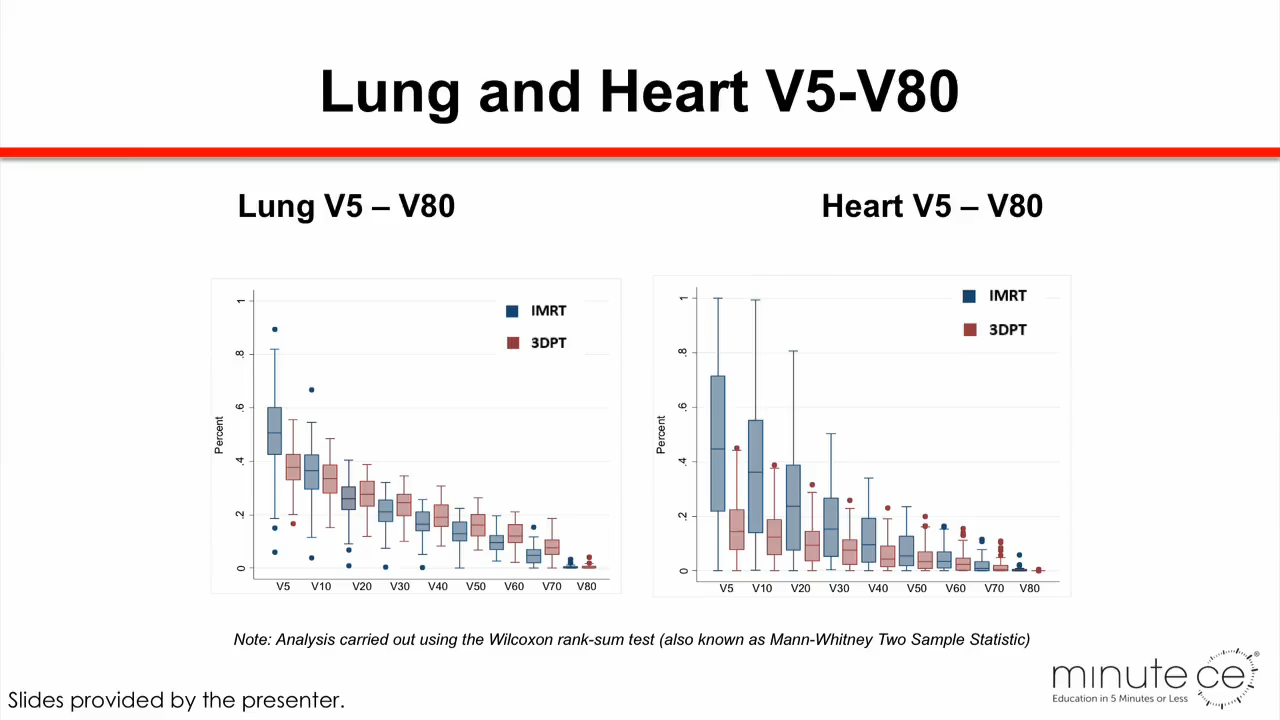 Lung and Heart V5-V80
Lung V5 – V80
Heart V5 – V80
IMRT
3DPT
Percent
1
.8
.6
.4
.2
0
V5 V10 V20 V30 V40 V50 V60 V70 V80
IMRT
3DPT
Percent
1
.8
.6
.4
.2
0
V5 V10 V20 V30 V40 V50 V60 V70 V80
Note: Analysis carried out using the Wilcoxon rank-sum test (also known as Mann-Whitney Two Sample Statistic)
minute ce®
Education in 5 Minutes or Less
Slides provided by the presenter.